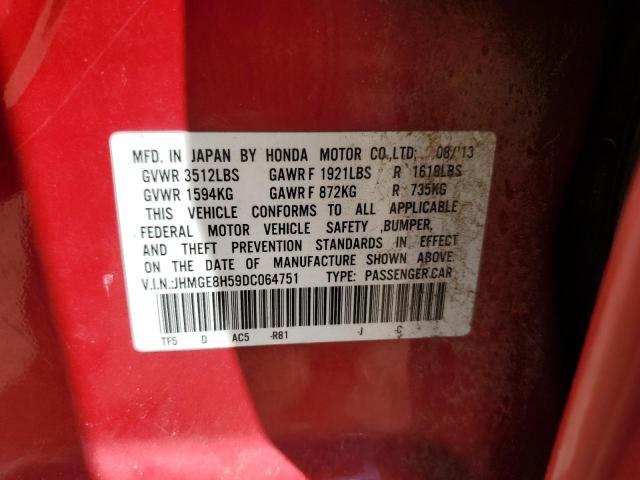 MFD. IN JAPAN BY HONDA MOTOR CO.,LTD; 08/'13
GVWR 3512LBS GAWR F 1921LBS R 1618LBS
GVWR 1594KG GAWR F 872KG R 735KG
THIS VEHICLE CONFORMS TO ALL APPLICABLE
FEDERAL MOTOR VEHICLE SAFETY ,BUMPER,
AND THEFT PREVENTION STANDARDS IN EFFECT
ON THE DATE OF MANUFACTURE SHOWN ABOVE.
V.I.N.:JHMGE8H59DC064751 TYPE: PASSENGER.CAR
TF5 D AC5 -R81 -J -C